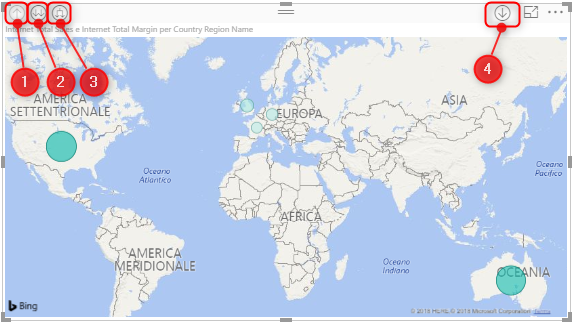 Internet Total Sales e Internet Total Margin per Country Region Name
1
2
3
4
AMERICA
SETTENTRIONALE
EUROPA
ASIA
Oceano
Atlantico
Oceano
Pacifico
AFRICA
AMERICA
MERIDIONALE
Oceano
Indiano
OCEANIA
Bing
© 2018 HERE © 2018 Microsoft Corporation Terms